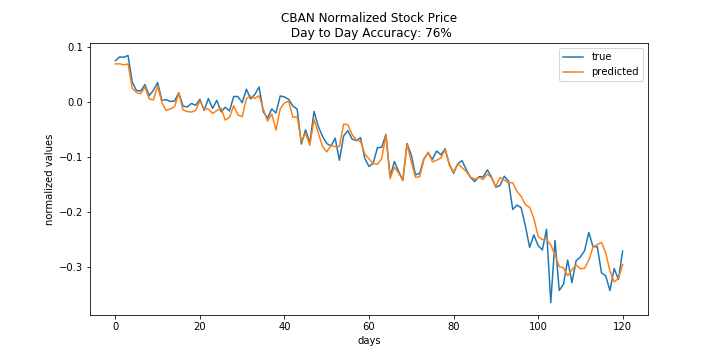 CBAN Normalized Stock Price
Day to Day Accuracy: 76%
true
predicted
normalized values
0.1
0.0
−0.1
−0.2
−0.3
0
20
40
60
80
100
120
days